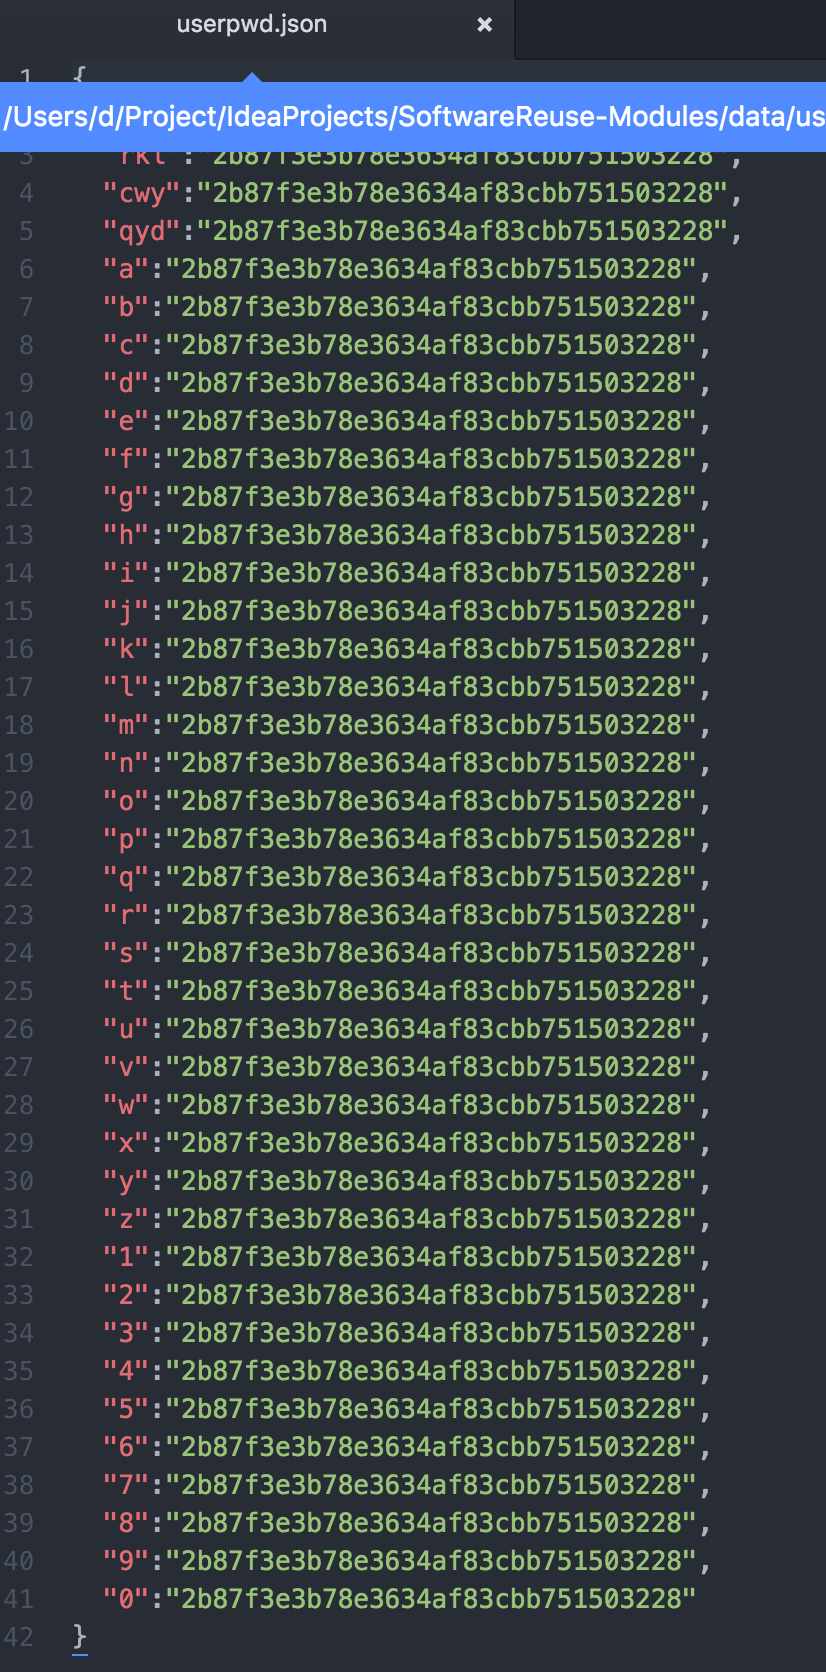 userpwd.json
1 {
/Users/d/Project/IdeaProjects/SoftwareReuse-Modules/data/us
3 "rkt":"2b87f3e3b78e3634af83cbb751503228",
4 "cwy":"2b87f3e3b78e3634af83cbb751503228",
5 "qyd":"2b87f3e3b78e3634af83cbb751503228",
6 "a":"2b87f3e3b78e3634af83cbb751503228",
7 "b":"2b87f3e3b78e3634af83cbb751503228",
8 "c":"2b87f3e3b78e3634af83cbb751503228",
9 "d":"2b87f3e3b78e3634af83cbb751503228",
10 "e":"2b87f3e3b78e3634af83cbb751503228",
11 "f":"2b87f3e3b78e3634af83cbb751503228",
12 "g":"2b87f3e3b78e3634af83cbb751503228",
13 "h":"2b87f3e3b78e3634af83cbb751503228",
14 "i":"2b87f3e3b78e3634af83cbb751503228",
15 "j":"2b87f3e3b78e3634af83cbb751503228",
16 "k":"2b87f3e3b78e3634af83cbb751503228",
17 "l":"2b87f3e3b78e3634af83cbb751503228",
18 "m":"2b87f3e3b78e3634af83cbb751503228",
19 "n":"2b87f3e3b78e3634af83cbb751503228",
20 "o":"2b87f3e3b78e3634af83cbb751503228",
21 "p":"2b87f3e3b78e3634af83cbb751503228",
22 "q":"2b87f3e3b78e3634af83cbb751503228",
23 "r":"2b87f3e3b78e3634af83cbb751503228",
24 "s":"2b87f3e3b78e3634af83cbb751503228",
25 "t":"2b87f3e3b78e3634af83cbb751503228",
26 "u":"2b87f3e3b78e3634af83cbb751503228",
27 "v":"2b87f3e3b78e3634af83cbb751503228",
28 "w":"2b87f3e3b78e3634af83cbb751503228",
29 "x":"2b87f3e3b78e3634af83cbb751503228",
30 "y":"2b87f3e3b78e3634af83cbb751503228",
31 "z":"2b87f3e3b78e3634af83cbb751503228",
32 "1":"2b87f3e3b78e3634af83cbb751503228",
33 "2":"2b87f3e3b78e3634af83cbb751503228",
34 "3":"2b87f3e3b78e3634af83cbb751503228",
35 "4":"2b87f3e3b78e3634af83cbb751503228",
36 "5":"2b87f3e3b78e3634af83cbb751503228",
37 "6":"2b87f3e3b78e3634af83cbb751503228",
38 "7":"2b87f3e3b78e3634af83cbb751503228",
39 "8":"2b87f3e3b78e3634af83cbb751503228",
40 "9":"2b87f3e3b78e3634af83cbb751503228",
41 "0":"2b87f3e3b78e3634af83cbb751503228"
42 }